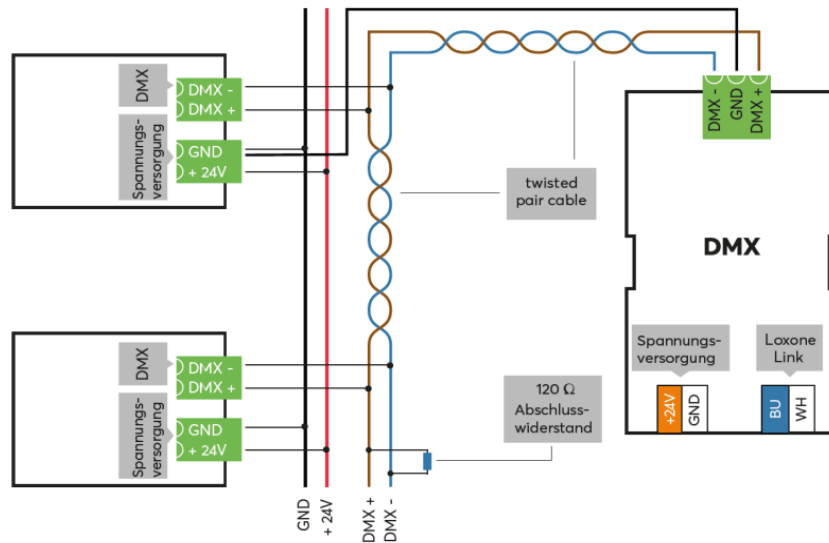 DMX
DMX -
DMX +
Spannungs-
versorgung
GND
+ 24V
DMX -
GND
DMX +
twisted
pair cable
DMX
Spannungs-
versorgung
+24V
GND
Loxone
Link
BU
WH
DMX
DMX -
DMX +
Spannungs-
versorgung
GND
+ 24V
120 Ω
Abschluss-
widerstand
GND
+ 24V
DMX +
DMX -